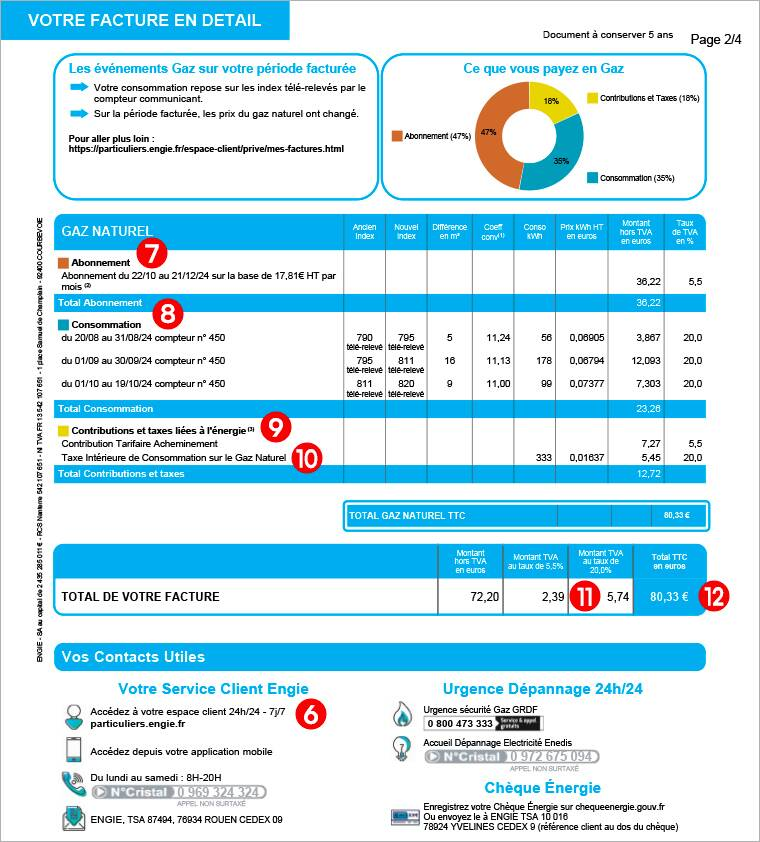 VOTRE FACTURE EN DETAIL
Document à conserver 5 ans
Page 2/4
Les événements Gaz sur votre période facturée
Votre consommation repose sur les index télé-relevés par le
compteur communicant.
Sur la période facturée, les prix du gaz naturel ont changé.
Pour aller plus loin :
https://particuliers.engie.fr/espace-client/prive/mes-factures.html
Ce que vous payez en Gaz
18%
Contributions et Taxes (18%)
Abonnement (47%)
47%
35%
Consommation (35%)
ENGIE - SA au capital de 2 435 285 011 € - RCS Nanterre 542 107 651 - NI TVA FR 13 542 107 651 - 1 place Samuel de Champlain - 92400 COURBEVOIE
GAZ NATUREL
Ancien Index
Nouvel Index
Différence en m³
Coeff conv(1)
Conso kWh
Prix kWh HT en euros
Montant hors TVA en euros
Taux de TVA en %
7
Abonnement
Abonnement du 22/10 au 21/12/24 sur la base de 17,81€ HT par
mois (2) 36,22 5,5
Total Abonnement 36,22
8
Consommation
du 20/08 au 31/08/24 compteur n° 450 790 795 5 11,24 56 0,06905 3,867 20,0
télé-relevé télé-relevé
du 01/09 au 30/09/24 compteur n° 450 795 811 16 11,13 178 0,06794 12,093 20,0
télé-relevé télé-relevé
du 01/10 au 19/10/24 compteur n° 450 811 820 9 11,00 99 0,07377 7,303 20,0
télé-relevé télé-relevé
Total Consommation 23,26
Contributions et taxes liées à l'énergie (3) 9
Contribution Tarifaire Acheminement 7,27 5,5
Taxe Intérieure de Consommation sur le Gaz Naturel 10 333 0,01637 5,45 20,0
Total Contributions et taxes 12,72
TOTAL GAZ NATUREL TTC 80,33 €
Montant hors TVA en euros
Montant TVA au taux de 5,5%
Montant TVA au taux de 20,0%
Total TTC en euros
TOTAL DE VOTRE FACTURE 72,20 2,39 11 5,74 80,33 € 12
Vos Contacts Utiles
Votre Service Client Engie
Accédez à votre espace client 24h/24 - 7j/7
particuliers.engie.fr
6
Accédez depuis votre application mobile
Du lundi au samedi : 8H-20H
N°Cristal 0 969 324 324
APPEL NON SURTAXÉ
ENGIE, TSA 87494, 76934 ROUEN CEDEX 09
Urgence Dépannage 24h/24
Urgence sécurité Gaz GRDF
0 800 473 333 Service & appel gratuits
Accueil Dépannage Electricité Enedis
N°Cristal 0 972 675 094
APPEL NON SURTAXÉ
Chèque Énergie
Enregistrez votre Chèque Énergie sur chequeenergie.gouv.fr
Ou envoyez le à ENGIE TSA 10 016
78924 YVELINES CEDEX 9 (référence client au dos du chèque)